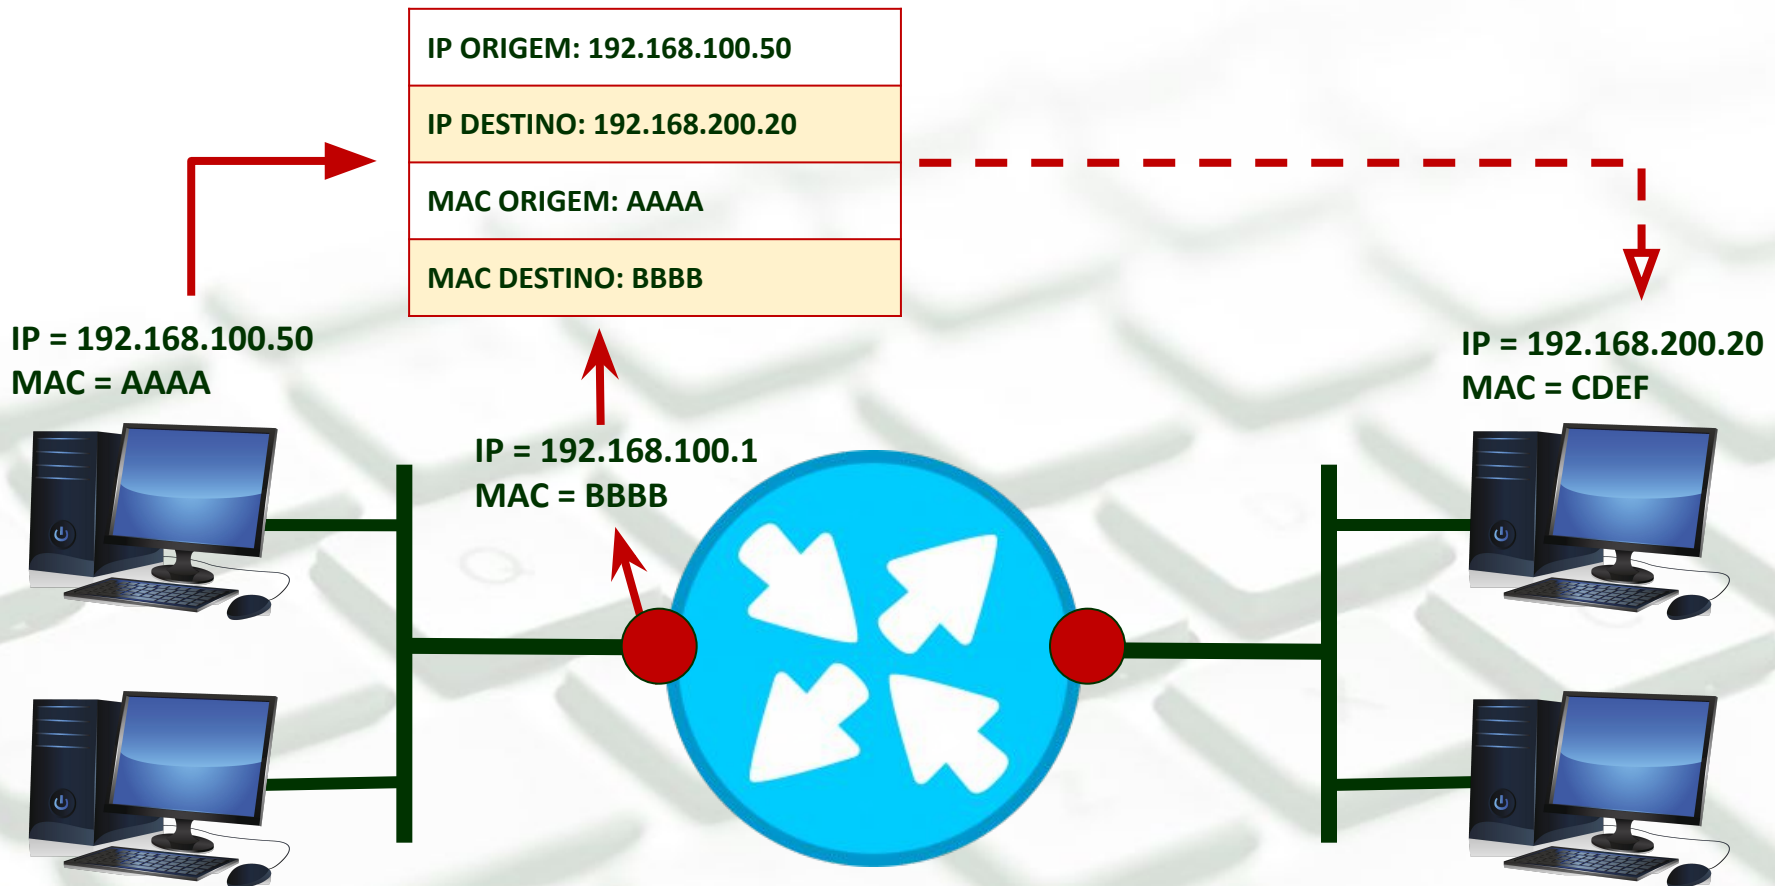 IP ORIGEM: 192.168.100.50
IP DESTINO: 192.168.200.20
MAC ORIGEM: AAAA
MAC DESTINO: BBBB
IP = 192.168.100.50
MAC = AAAA
IP = 192.168.100.1
MAC = BBBB
IP = 192.168.200.20
MAC = CDEF